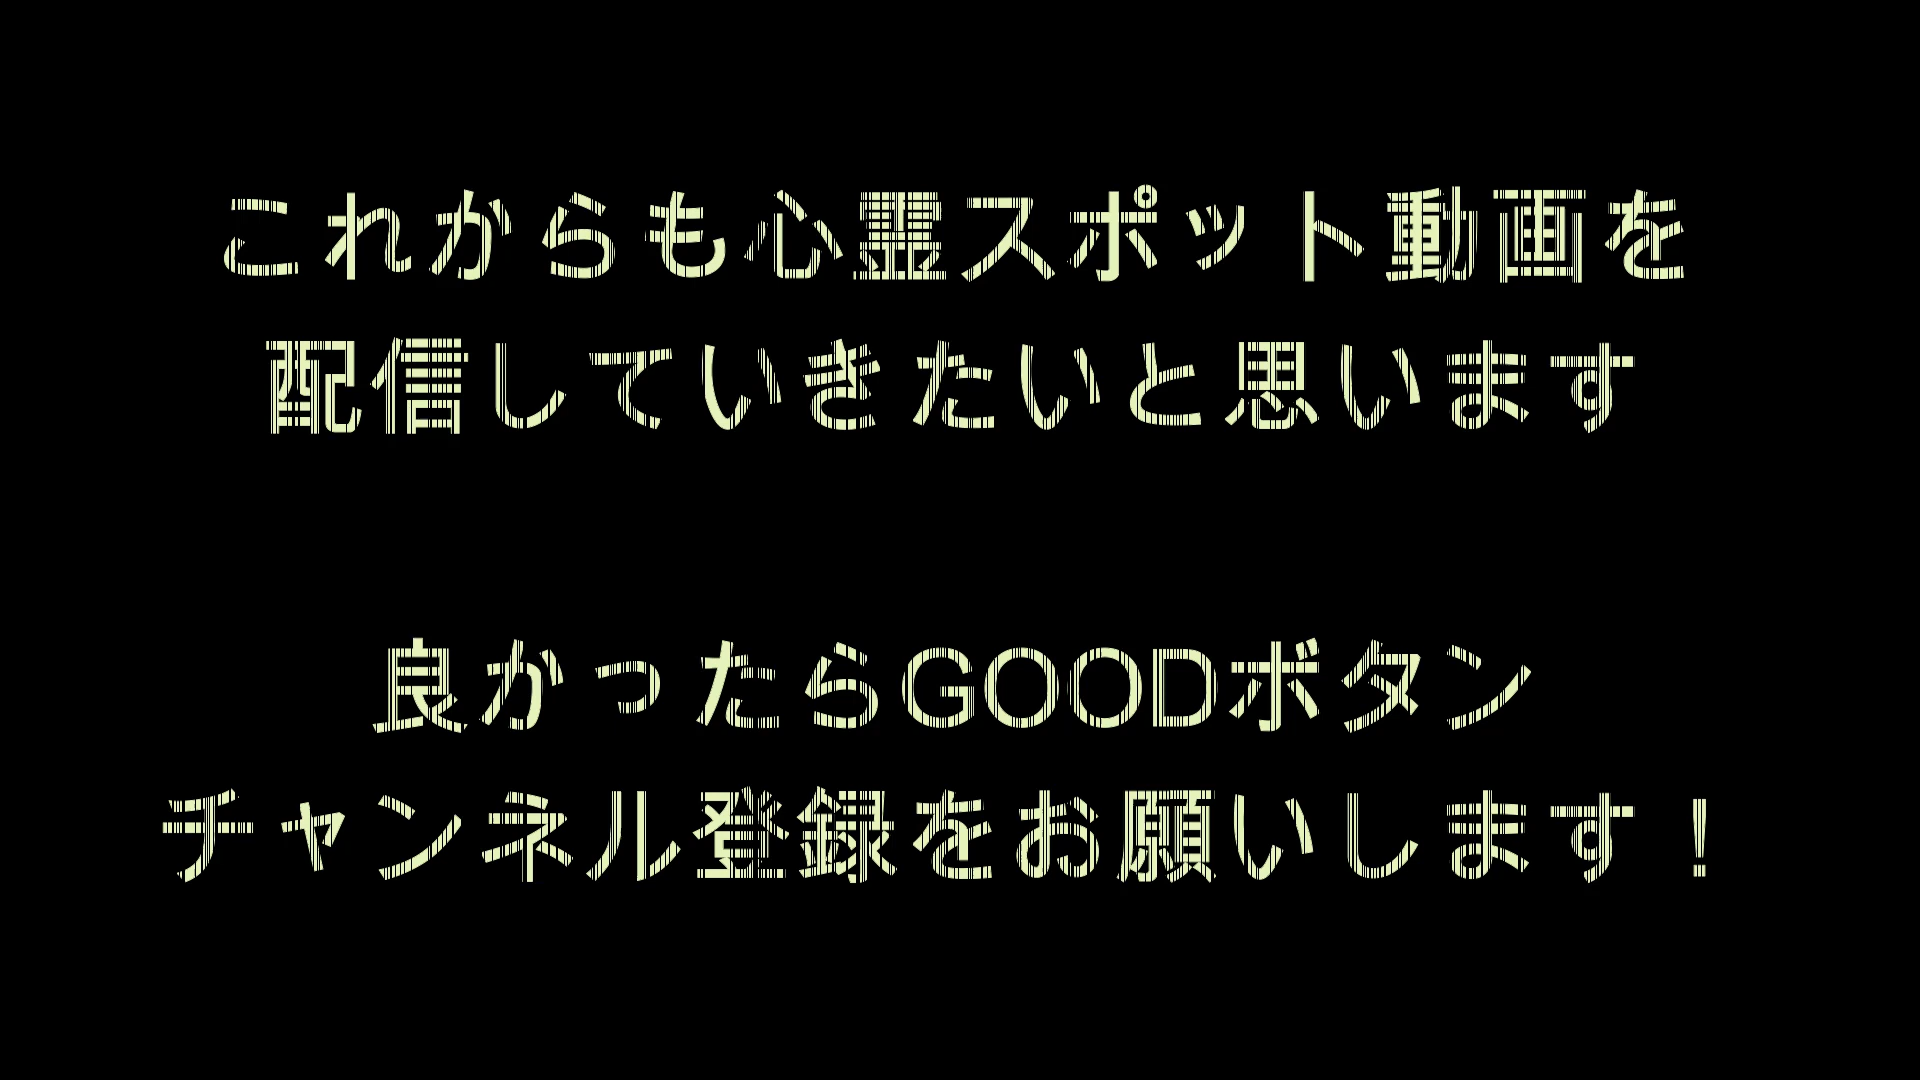 これからも心霊スポット動画を
配信していきたいと思います
良かったらGOODボタン
チャンネル登録をお願いします！